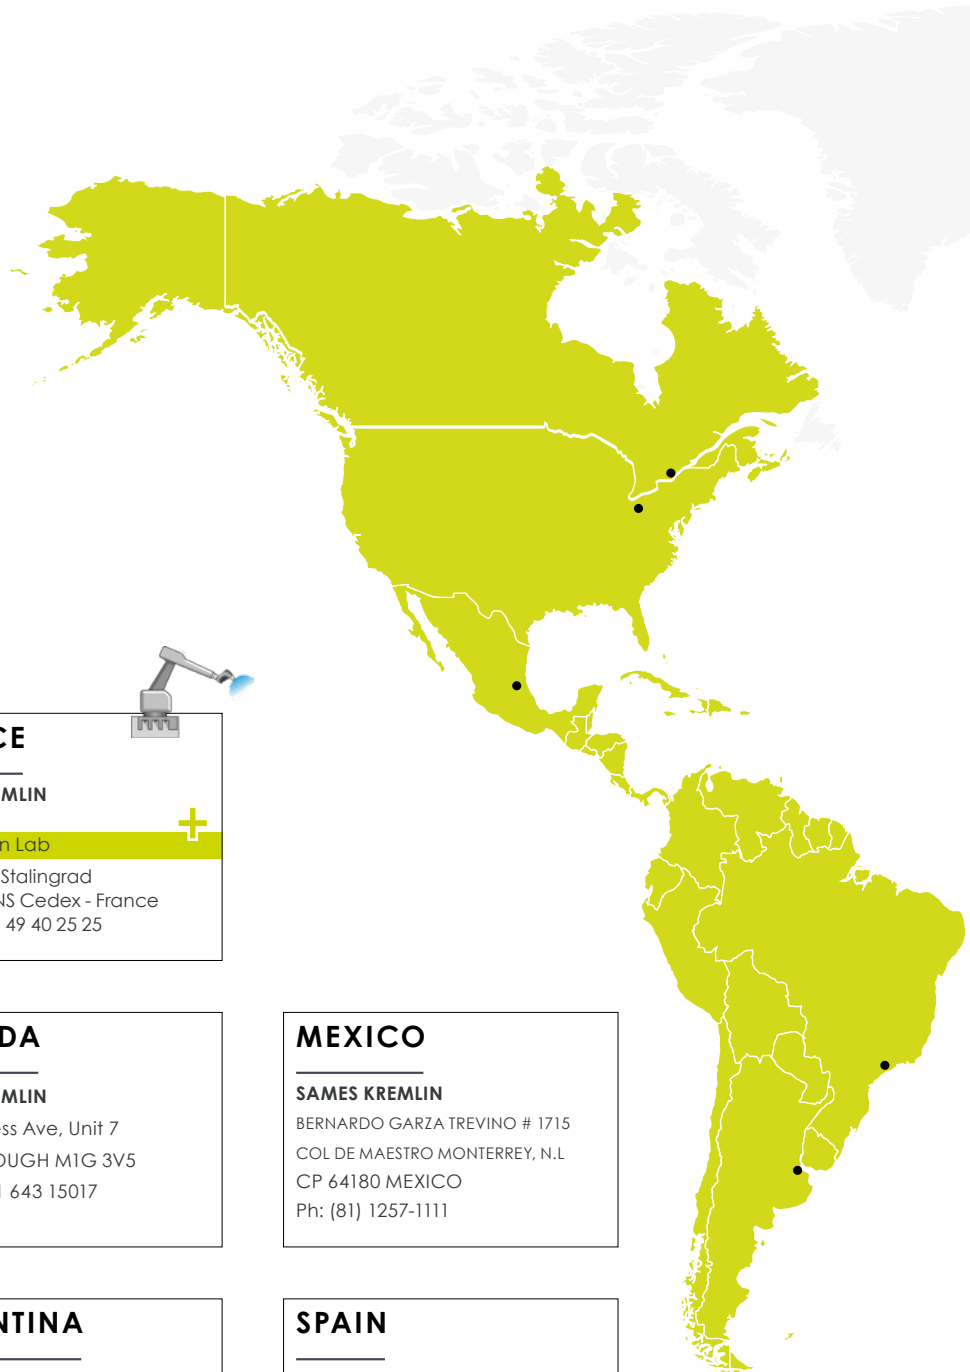 CE
MLIN
n Lab
Stalingrad
NS Cedex - France
49 40 25 25
DA
MLIN
ss Ave, Unit 7
OUGH M1G 3V5
1 643 15017
MEXICO
SAMES KREMLIN
BERNARDO GARZA TREVINO # 1715
COL DE MAESTRO MONTERREY, N.L
CP 64180 MEXICO
Ph: (81) 1257-1111
NTINA
SPAIN